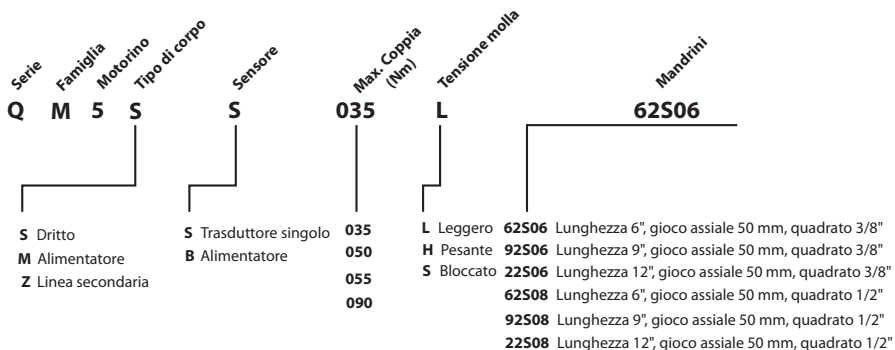 Serie Famiglia Motorino Tipo di corpo Sensore Max. Coppia (Nm) Tensione molla Mandrini
Q M 5 S S 035 L 62S06
S Dritto
M Alimentatore
Z Linea secondaria
S Trasduttore singolo
B Alimentatore
035
050
055
090
L Leggero
H Pesante
S Bloccato
62S06 Lunghezza 6", gioco assiale 50 mm, quadrato 3/8"
92S06 Lunghezza 9", gioco assiale 50 mm, quadrato 3/8"
22S06 Lunghezza 12", gioco assiale 50 mm, quadrato 3/8"
62S08 Lunghezza 6", gioco assiale 50 mm, quadrato 1/2"
92S08 Lunghezza 9", gioco assiale 50 mm, quadrato 1/2"
22S08 Lunghezza 12", gioco assiale 50 mm, quadrato 1/2"